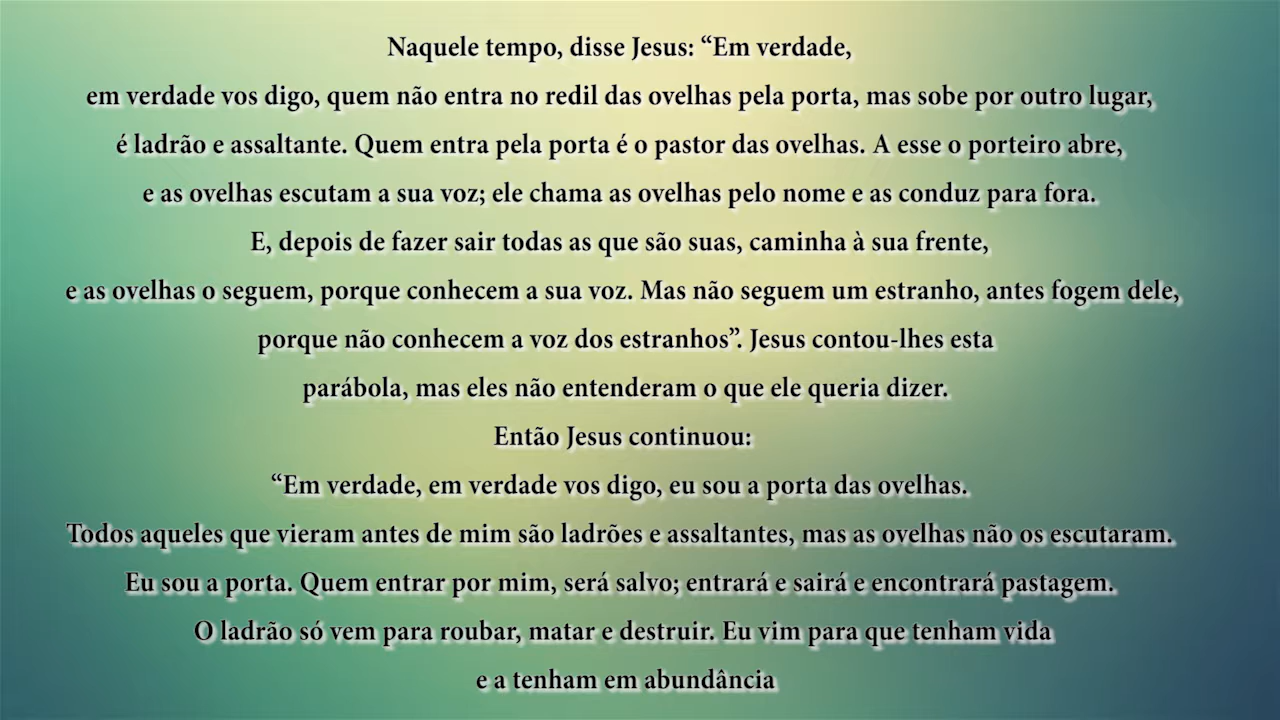 Naquele tempo, disse Jesus: “Em verdade,
em verdade vos digo, quem não entra no redil das ovelhas pela porta, mas sobe por outro lugar,
é ladrão e assaltante. Quem entra pela porta é o pastor das ovelhas. A esse o porteiro abre,
e as ovelhas escutam a sua voz; ele chama as ovelhas pelo nome e as conduz para fora.
E, depois de fazer sair todas as que são suas, caminha à sua frente,
e as ovelhas o seguem, porque conhecem a sua voz. Mas não seguem um estranho, antes fogem dele,
porque não conhecem a voz dos estranhos”. Jesus contou-lhes esta
parábola, mas eles não entenderam o que ele queria dizer.
Então Jesus continuou:
“Em verdade, em verdade vos digo, eu sou a porta das ovelhas.
Todos aqueles que vieram antes de mim são ladrões e assaltantes, mas as ovelhas não os escutaram.
Eu sou a porta. Quem entrar por mim, será salvo; entrará e sairá e encontrará pastagem.
O ladrão só vem para roubar, matar e destruir. Eu vim para que tenham vida
e a tenham em abundância